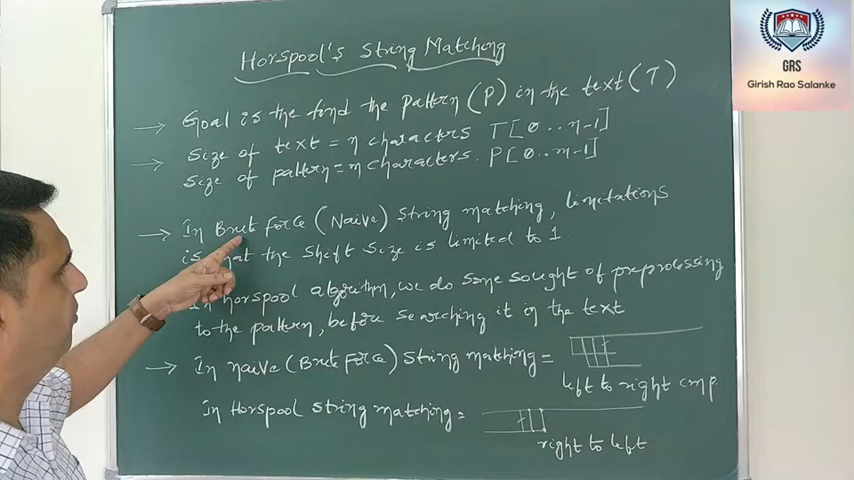 Horspool's String Matching
→ Goal is the find the pattern (P) in the text (T)
→ Size of text = n characters T[0...n-1]
Size of pattern = m characters. P[0...m-1]
→ In Brute force (Naive) string matching, limitations
is that the shift size is limited to 1
In horspool algorithm, we do some sought of preprocessing
to the pattern, before searching it in the text
→ In naive (Brute force) string matching =
left to right cmp.
In Horspool string matching =
right to left
GRS
Girish Rao Salanke